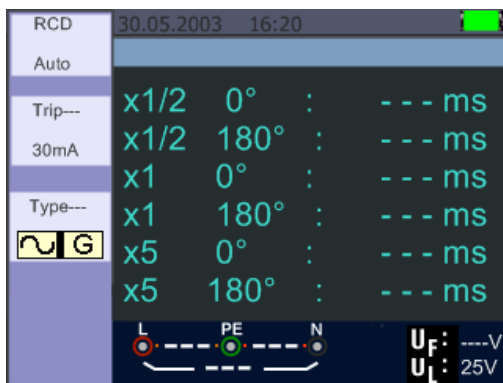 RCD
30.05.2003 16:20
Auto
Trip---
30mA
Type---
G
x1/2 0° : - - - ms
x1/2 180° : - - - ms
x1 0° : - - - ms
x1 180° : - - - ms
x5 0° : - - - ms
x5 180° : - - - ms
L PE N
UF: ----V
UL: 25V